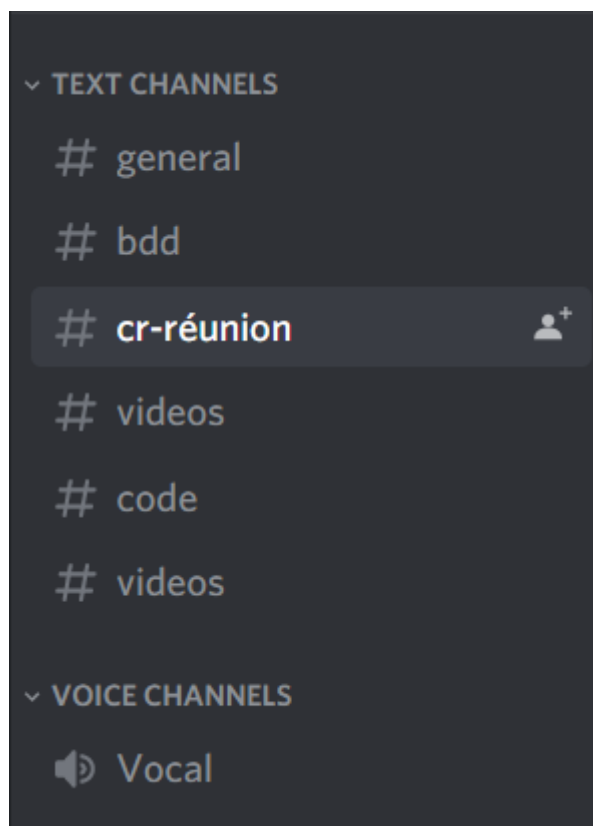 TEXT CHANNELS
# general
# bdd
# cr-réunion
# videos
# code
# videos
VOICE CHANNELS
Vocal